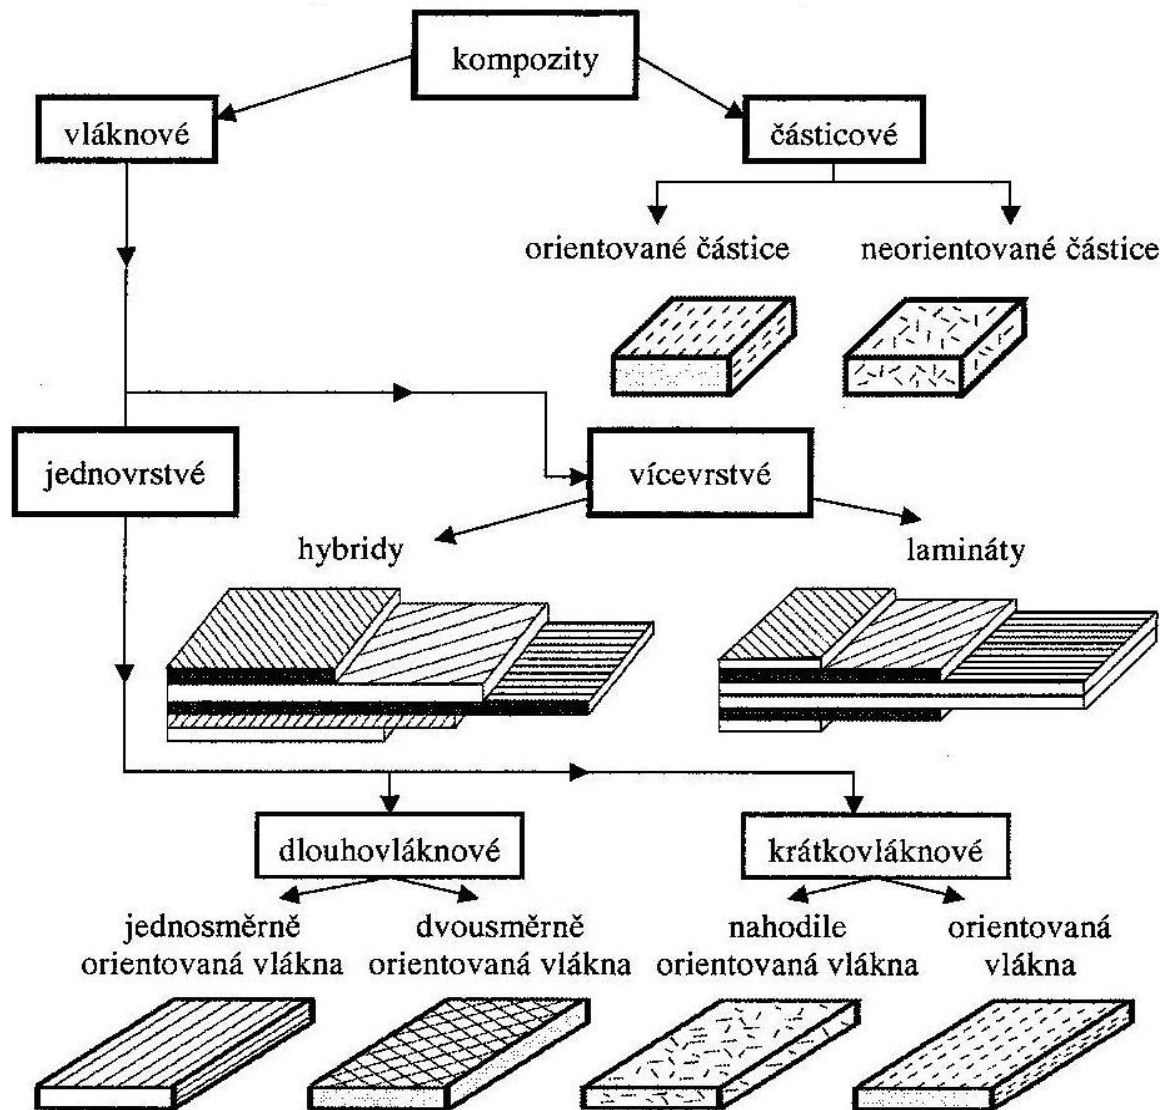 kompozity
vláknové
částicové
orientované částice
neorientované částice
jednovrstvé
vícevrstvé
hybridy
lamináty
dlouhovláknové
krátkovláknové
jednosměrně
orientovaná vlákna
dvousměrně
orientovaná vlákna
nahodile
orientovaná vlákna
orientovaná
vlákna